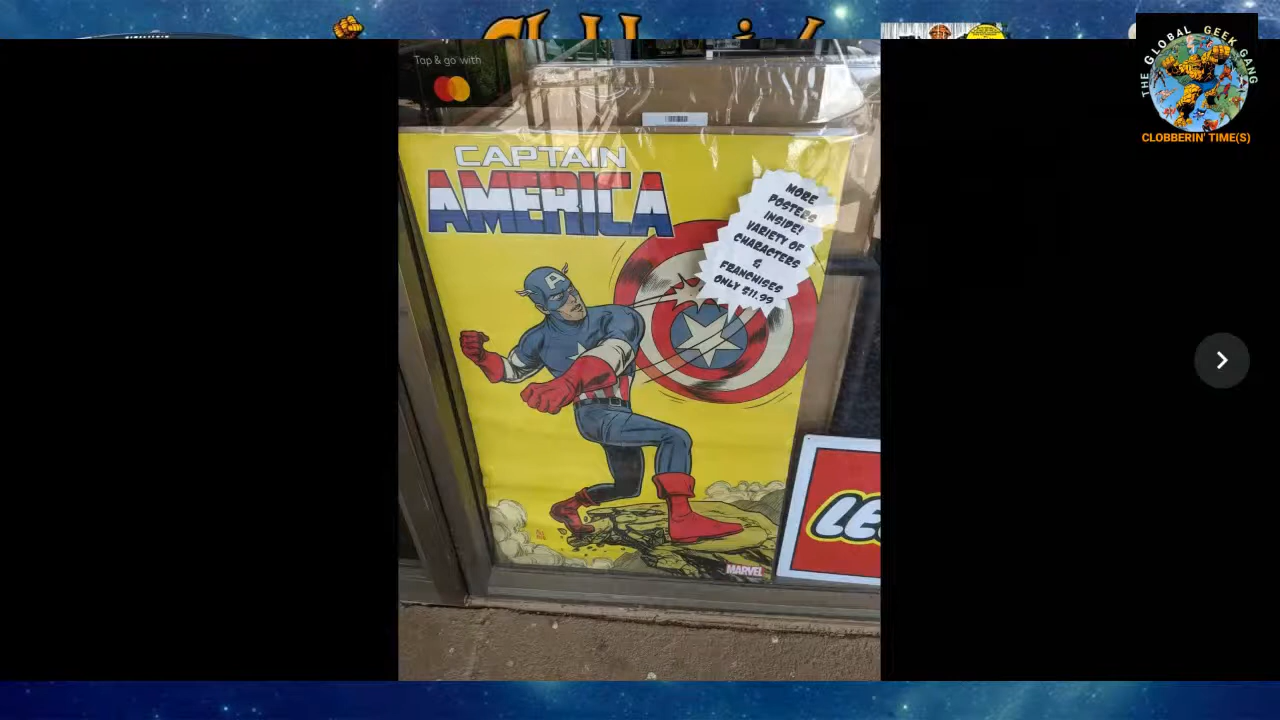 Tap & go with
CAPTAIN
AMERICA
MORE
POSTERS
INSIDE!
VARIETY OF
CHARACTERS
&
FRANCHISES
ONLY $11.99
MARVEL
LE
THE GLOBAL GEEK GANG
CLOBBERIN' TIME(S)